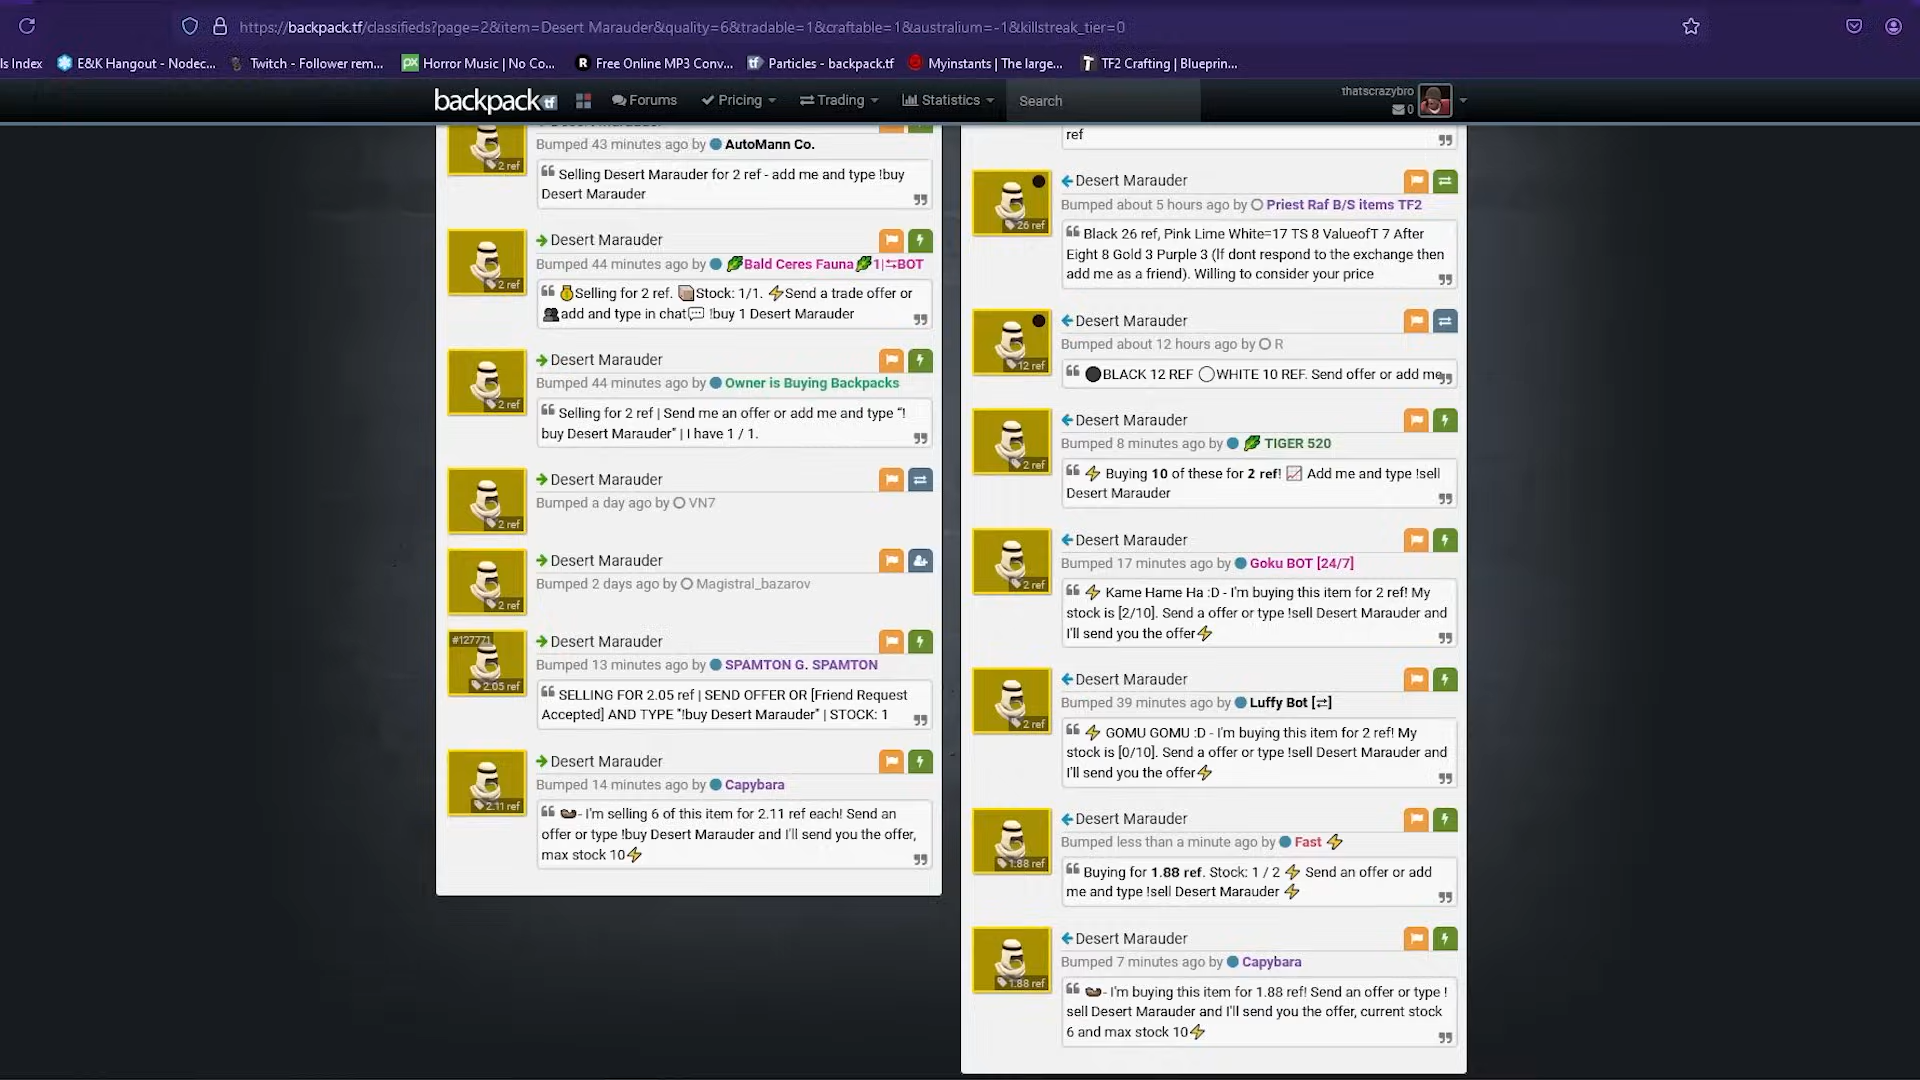 https://backpack.tf/classifieds?page=2&item=Desert Marauder&quality=6&tradable=1&craftable=1&australium=-1&killstreak_tier=0
ls Index E&K Hangout - Nodec... Twitch - Follower rem... Horror Music | No Co... Free Online MP3 Conv... Particles - backpack.tf Myinstants | The large... TF2 Crafting | Blueprin...
backpack tf Forums Pricing Trading Statistics Search
thatscrazybro
0
2 ref
Bumped 43 minutes ago by AutoMann Co.
Selling Desert Marauder for 2 ref - add me and type !buy
Desert Marauder
Desert Marauder
Bumped 44 minutes ago by Bald Ceres Fauna 1|⇆BOT
2 ref
Selling for 2 ref. Stock: 1/1. ⚡Send a trade offer or
add and type in chat !buy 1 Desert Marauder
Desert Marauder
Bumped 44 minutes ago by Owner is Buying Backpacks
2 ref
Selling for 2 ref | Send me an offer or add me and type "!
buy Desert Marauder" | I have 1 / 1.
Desert Marauder
Bumped a day ago by VN7
2 ref
Desert Marauder
Bumped 2 days ago by Magistral_bazarov
2 ref
#127771
Desert Marauder
Bumped 13 minutes ago by SPAMTON G. SPAMTON
2.05 ref
SELLING FOR 2.05 ref | SEND OFFER OR [Friend Request
Accepted] AND TYPE "!buy Desert Marauder" | STOCK: 1
Desert Marauder
Bumped 14 minutes ago by Capybara
2.11 ref
- I'm selling 6 of this item for 2.11 ref each! Send an
offer or type !buy Desert Marauder and I'll send you the offer,
max stock 10⚡
ref
Desert Marauder
Bumped about 5 hours ago by Priest Raf B/S items TF2
26 ref
Black 26 ref, Pink Lime White=17 TS 8 ValueofT 7 After
Eight 8 Gold 3 Purple 3 (If dont respond to the exchange then
add me as a friend). Willing to consider your price
Desert Marauder
Bumped about 12 hours ago by R
12 ref
BLACK 12 REF WHITE 10 REF. Send offer or add me
Desert Marauder
Bumped 8 minutes ago by TIGER 520
2 ref
⚡ Buying 10 of these for 2 ref! Add me and type !sell
Desert Marauder
Desert Marauder
Bumped 17 minutes ago by Goku BOT [24/7]
2 ref
⚡ Kame Hame Ha :D - I'm buying this item for 2 ref! My
stock is [2/10]. Send a offer or type !sell Desert Marauder and
I'll send you the offer⚡
Desert Marauder
Bumped 39 minutes ago by Luffy Bot [⇄]
2 ref
⚡ GOMU GOMU :D - I'm buying this item for 2 ref! My
stock is [0/10]. Send a offer or type !sell Desert Marauder and
I'll send you the offer⚡
Desert Marauder
Bumped less than a minute ago by Fast ⚡
1.88 ref
Buying for 1.88 ref. Stock: 1 / 2 ⚡ Send an offer or add
me and type !sell Desert Marauder ⚡
Desert Marauder
Bumped 7 minutes ago by Capybara
1.88 ref
- I'm buying this item for 1.88 ref! Send an offer or type !
sell Desert Marauder and I'll send you the offer, current stock
6 and max stock 10⚡